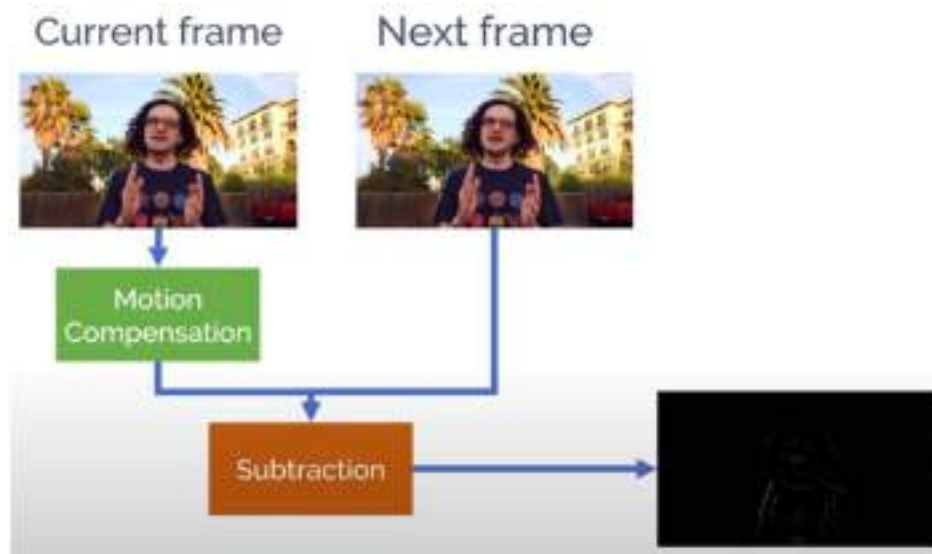 Current frame
Next frame
Motion
Compensation
Subtraction